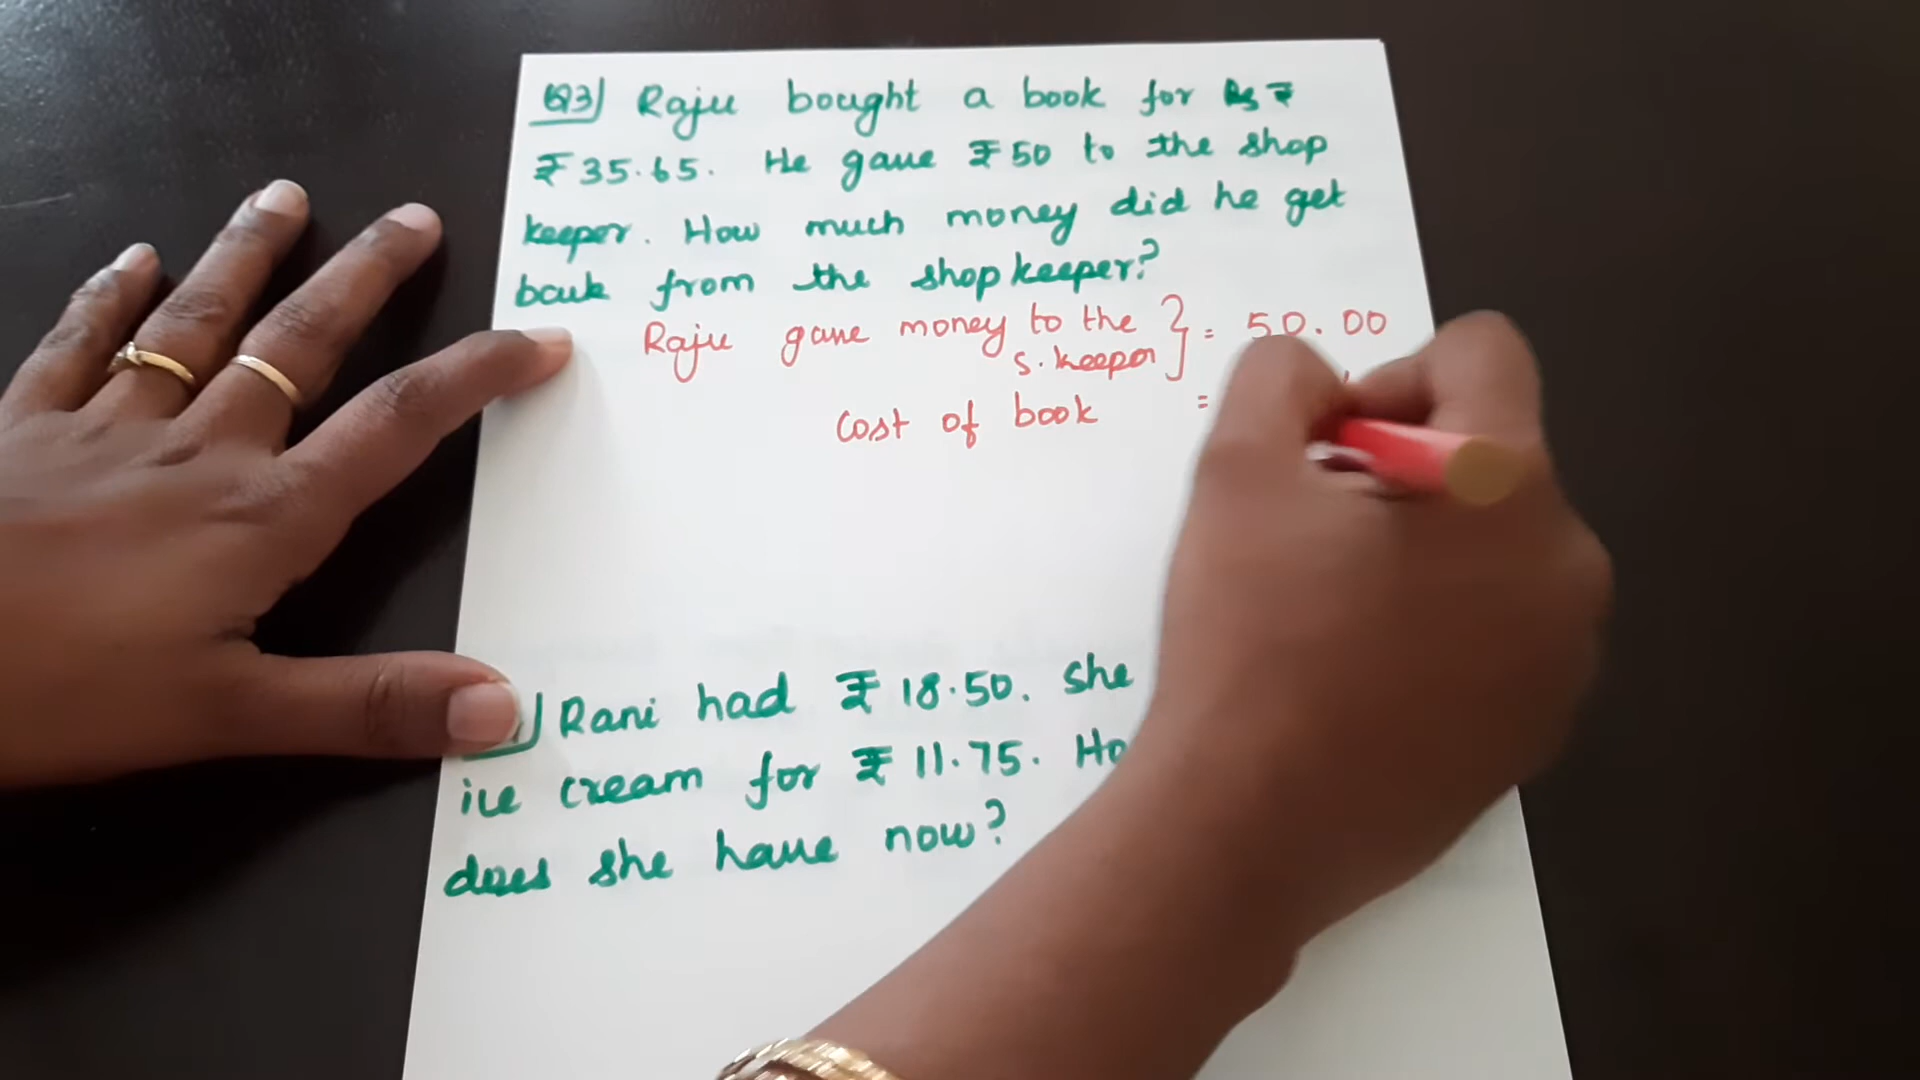 Q3) Raju bought a book for Rs ₹
₹ 35.65. He gave ₹ 50 to the shop
keeper. How much money did he get
back from the shopkeeper?
Raju gave money to the } = 50.00
s. keeper
Cost of book =
Rani had ₹ 18.50. She
ice cream for ₹ 11.75. Ho
does she have now?